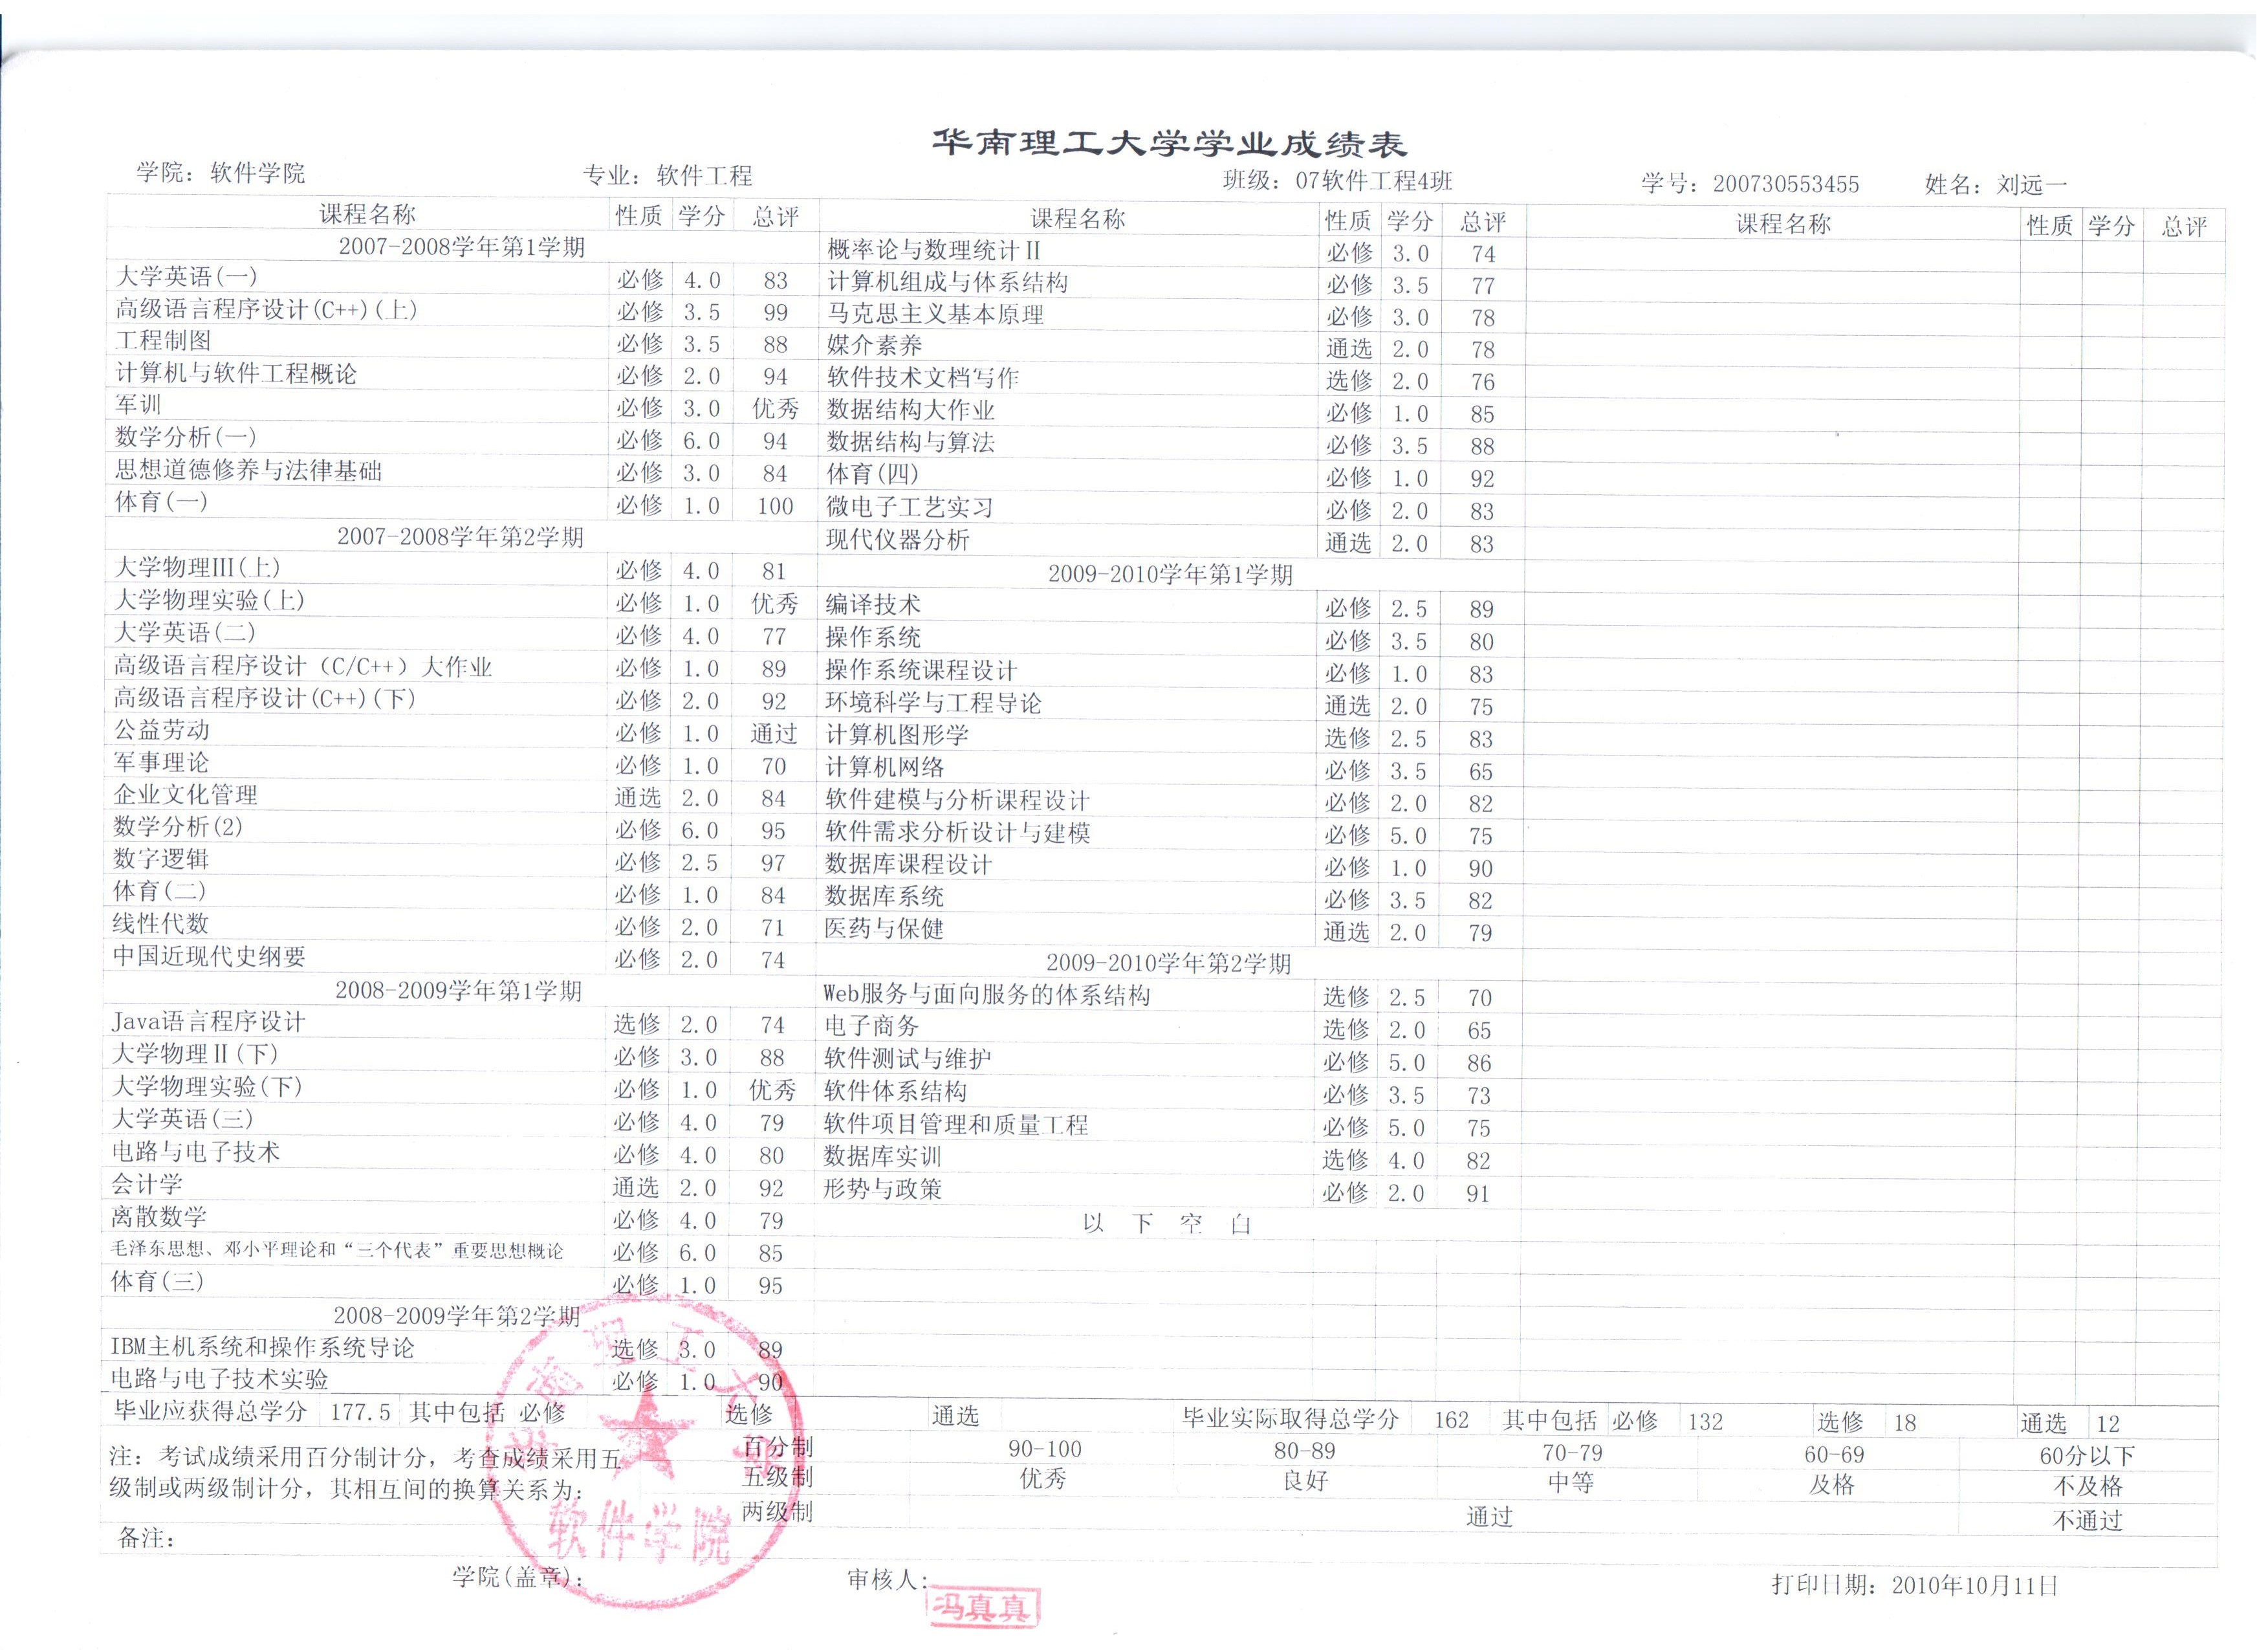 华南理工大学学业成绩表
学院：软件学院 专业：软件工程 班级：07软件工程4班 学号：200730553455 姓名：刘远一
课程名称 性质 学分 总评
2007-2008学年第1学期
大学英语(一) 必修 4.0 83
高级语言程序设计(C++)(上) 必修 3.5 99
工程制图 必修 3.5 88
计算机与软件工程概论 必修 2.0 94
军训 必修 3.0 优秀
数学分析(一) 必修 6.0 94
思想道德修养与法律基础 必修 3.0 84
体育(一) 必修 1.0 100
2007-2008学年第2学期
大学物理III(上) 必修 4.0 81
大学物理实验(上) 必修 1.0 优秀
大学英语(二) 必修 4.0 77
高级语言程序设计（C/C++）大作业 必修 1.0 89
高级语言程序设计(C++)(下) 必修 2.0 92
公益劳动 必修 1.0 通过
军事理论 必修 1.0 70
企业文化管理 通选 2.0 84
数学分析(2) 必修 6.0 95
数字逻辑 必修 2.5 97
体育(二) 必修 1.0 84
线性代数 必修 2.0 71
中国近现代史纲要 必修 2.0 74
2008-2009学年第1学期
Java语言程序设计 选修 2.0 74
大学物理Ⅱ(下) 必修 3.0 88
大学物理实验(下) 必修 1.0 优秀
大学英语(三) 必修 4.0 79
电路与电子技术 必修 4.0 80
会计学 通选 2.0 92
离散数学 必修 4.0 79
毛泽东思想、邓小平理论和“三个代表”重要思想概论 必修 6.0 85
体育(三) 必修 1.0 95
2008-2009学年第2学期
IBM主机系统和操作系统导论 选修 3.0 89
电路与电子技术实验 必修 1.0 90
课程名称 性质 学分 总评
概率论与数理统计Ⅱ 必修 3.0 74
计算机组成与体系结构 必修 3.5 77
马克思主义基本原理 必修 3.0 78
媒介素养 通选 2.0 78
软件技术文档写作 选修 2.0 76
数据结构大作业 必修 1.0 85
数据结构与算法 必修 3.5 88
体育(四) 必修 1.0 92
微电子工艺实习 必修 2.0 83
现代仪器分析 通选 2.0 83
2009-2010学年第1学期
编译技术 必修 2.5 89
操作系统 必修 3.5 80
操作系统课程设计 必修 1.0 83
环境科学与工程导论 通选 2.0 75
计算机图形学 选修 2.5 83
计算机网络 必修 3.5 65
软件建模与分析课程设计 必修 2.0 82
软件需求分析设计与建模 必修 5.0 75
数据库课程设计 必修 1.0 90
数据库系统 必修 3.5 82
医药与保健 通选 2.0 79
2009-2010学年第2学期
Web服务与面向服务的体系结构 选修 2.5 70
电子商务 选修 2.0 65
软件测试与维护 必修 5.0 86
软件体系结构 必修 3.5 73
软件项目管理和质量工程 必修 5.0 75
数据库实训 选修 4.0 82
形势与政策 必修 2.0 91
以 下 空 白
课程名称 性质 学分 总评
毕业应获得总学分 177.5 其中包括 必修 选修 通选 毕业实际取得总学分 162 其中包括 必修 132 选修 18 通选 12
注：考试成绩采用百分制计分，考查成绩采用五
级制或两级制计分，其相互间的换算关系为：
百分制 90-100 80-89 70-79 60-69 60分以下
五级制 优秀 良好 中等 及格 不及格
两级制 通过 不通过
备注：
华南理工大学
软件学院
学院(盖章)： 审核人： 打印日期：2010年10月11日
冯真真